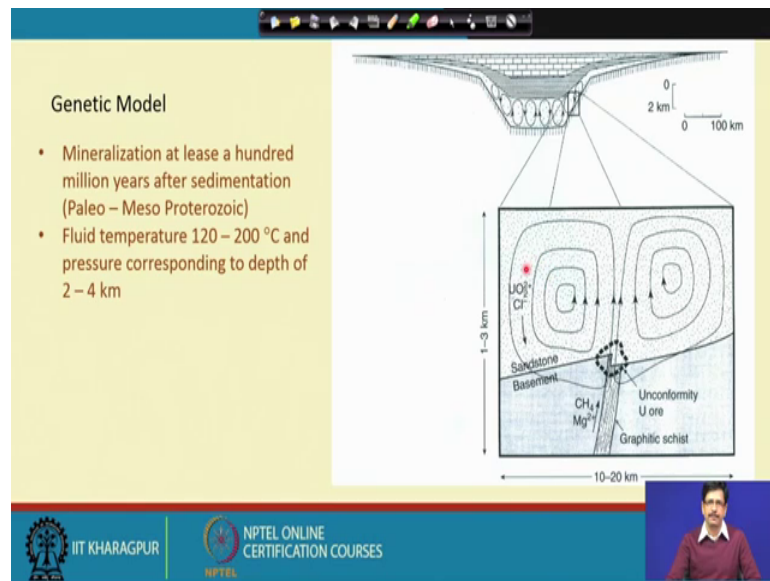 Genetic Model
• Mineralization at lease a hundred
million years after sedimentation
(Paleo – Meso Proterozoic)
• Fluid temperature 120 – 200 °C and
pressure corresponding to depth of
2 – 4 km
0
2 km
0 100 km
1–3 km
UO₂²⁺
Cl⁻
Sandstone
Basement
CH₄
Mg²⁺
Unconformity
U ore
Graphitic schist
10–20 km
IIT KHARAGPUR
NPTEL
NPTEL ONLINE
CERTIFICATION COURSES